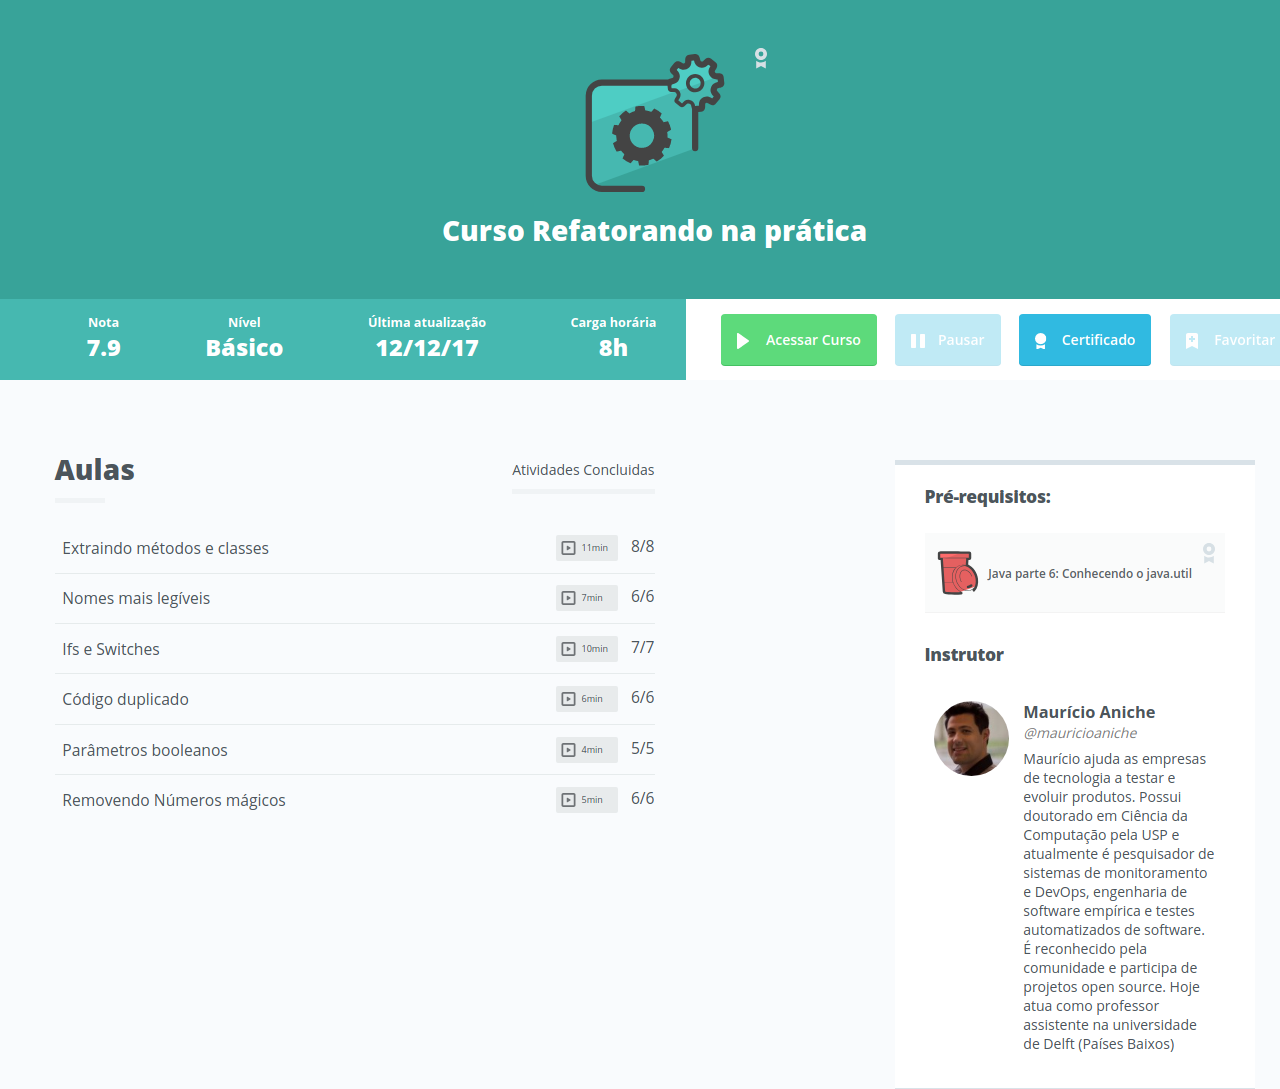 Curso Refatorando na prática
Nota
7.9
Nível
Básico
Última atualização
12/12/17
Carga horária
8h
Acessar Curso
Pausar
Certificado
Favoritar
Aulas
Atividades Concluidas
Extraindo métodos e classes 11min 8/8
Nomes mais legíveis 7min 6/6
Ifs e Switches 10min 7/7
Código duplicado 6min 6/6
Parâmetros booleanos 4min 5/5
Removendo Números mágicos 5min 6/6
Pré-requisitos:
Java parte 6: Conhecendo o java.util
Instrutor
Maurício Aniche
@mauricioaniche
Maurício ajuda as empresas
de tecnologia a testar e
evoluir produtos. Possui
doutorado em Ciência da
Computação pela USP e
atualmente é pesquisador de
sistemas de monitoramento
e DevOps, engenharia de
software empírica e testes
automatizados de software.
É reconhecido pela
comunidade e participa de
projetos open source. Hoje
atua como professor
assistente na universidade
de Delft (Países Baixos)